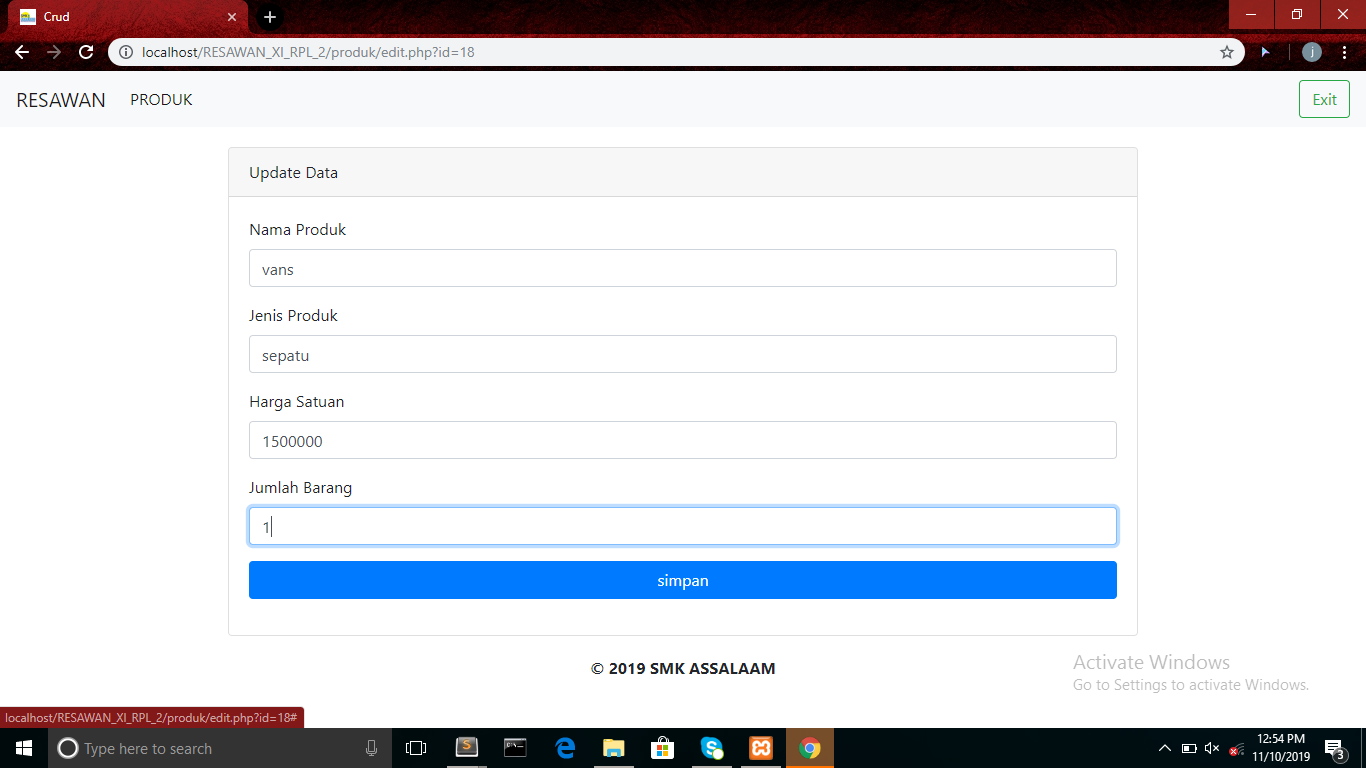 Crud
localhost/RESAWAN_XI_RPL_2/produk/edit.php?id=18
j
RESAWAN PRODUK Exit
Update Data
Nama Produk
vans
Jenis Produk
sepatu
Harga Satuan
1500000
Jumlah Barang
1
simpan
© 2019 SMK ASSALAAM
Activate Windows
Go to Settings to activate Windows.
localhost/RESAWAN_XI_RPL_2/produk/edit.php?id=18#
Type here to search
12:54 PM
11/10/2019
3